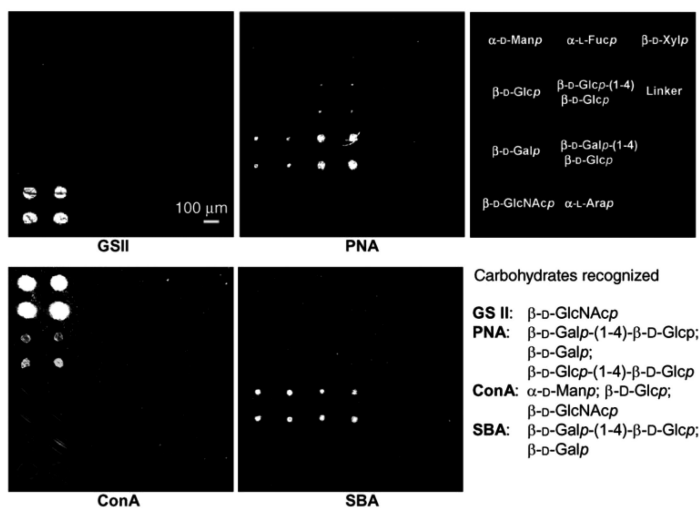 α-D-Manp α-L-Fucp β-D-Xylp
β-D-Glcp β-D-Glcp-(1-4) Linker
β-D-Glcp
β-D-Galp β-D-Galp-(1-4)
β-D-Glcp
β-D-GlcNAcp α-L-Arap
100 μm
GSII PNA
Carbohydrates recognized
GS II: β-D-GlcNAcp
PNA: β-D-Galp-(1-4)-β-D-Glcp;
β-D-Galp;
β-D-Glcp-(1-4)-β-D-Glcp
ConA: α-D-Manp; β-D-Glcp;
β-D-GlcNAcp
SBA: β-D-Galp-(1-4)-β-D-Glcp;
β-D-Galp
ConA SBA